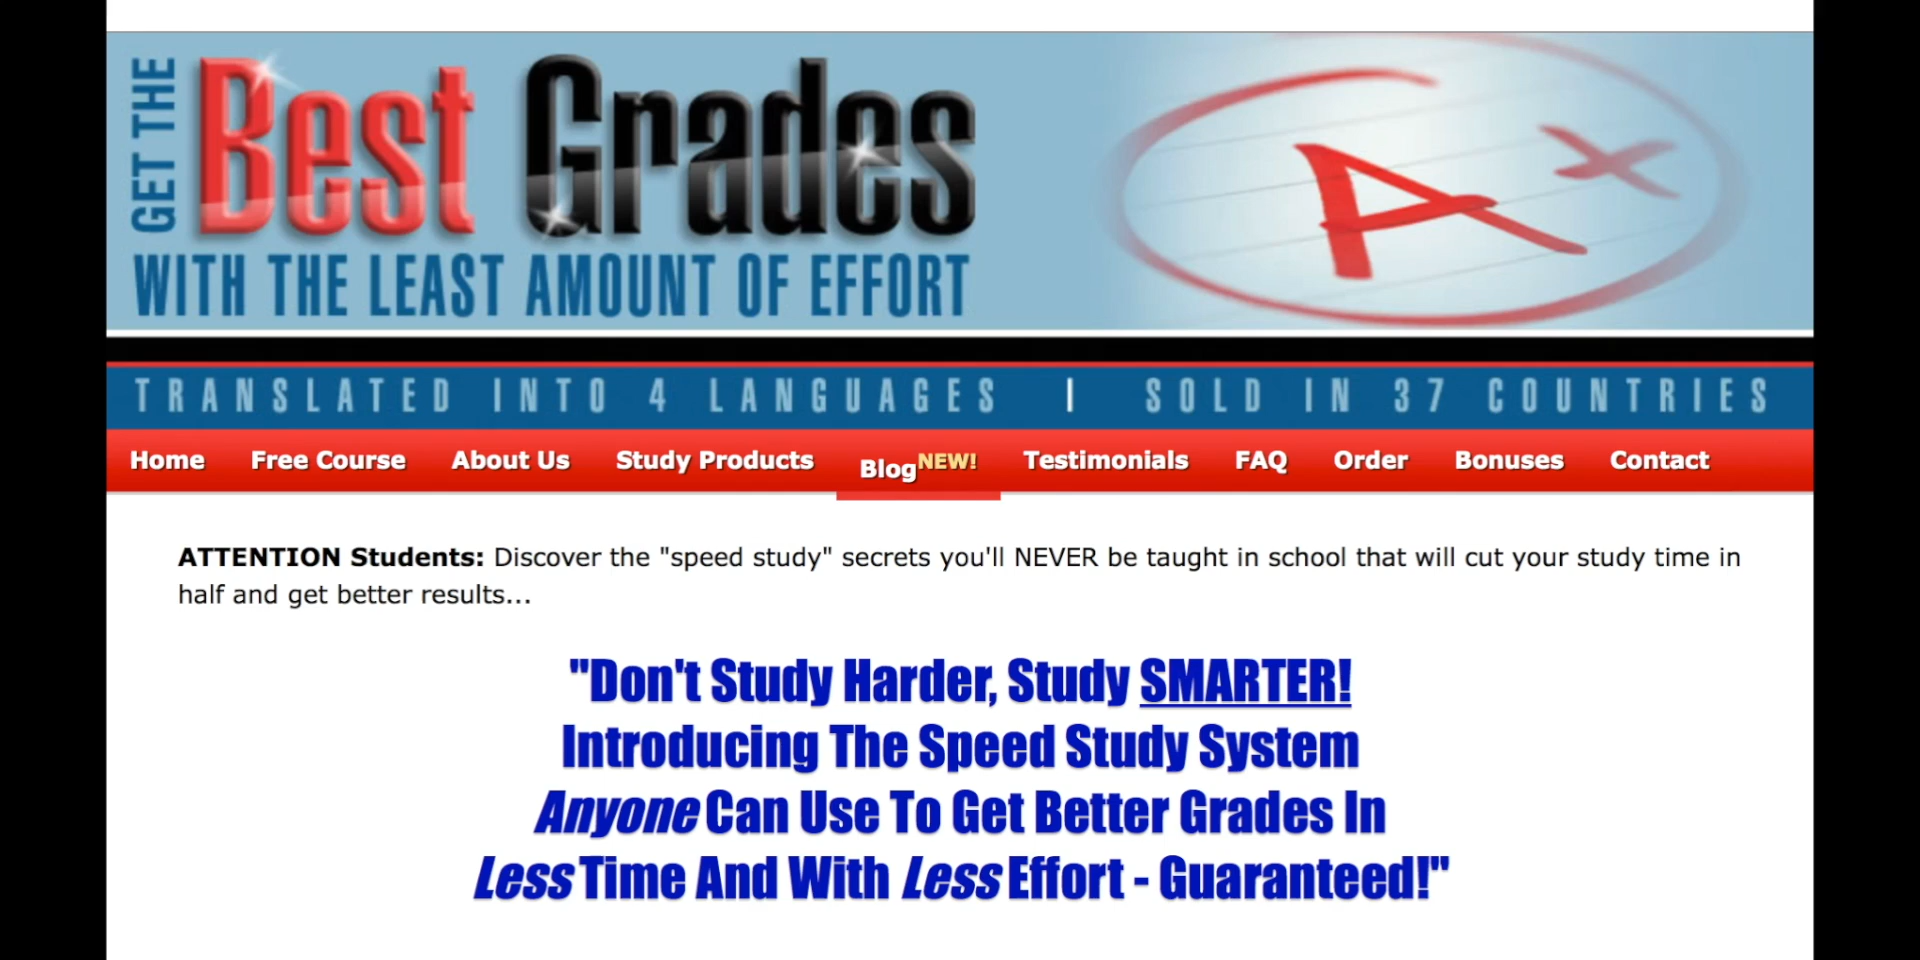 GET THE Best Grades
WITH THE LEAST AMOUNT OF EFFORT
A+
TRANSLATED INTO 4 LANGUAGES | SOLD IN 37 COUNTRIES
Home Free Course About Us Study Products Blog NEW! Testimonials FAQ Order Bonuses Contact
ATTENTION Students: Discover the "speed study" secrets you'll NEVER be taught in school that will cut your study time in
half and get better results...
"Don't Study Harder, Study SMARTER!
Introducing The Speed Study System
Anyone Can Use To Get Better Grades In
Less Time And With Less Effort - Guaranteed!"